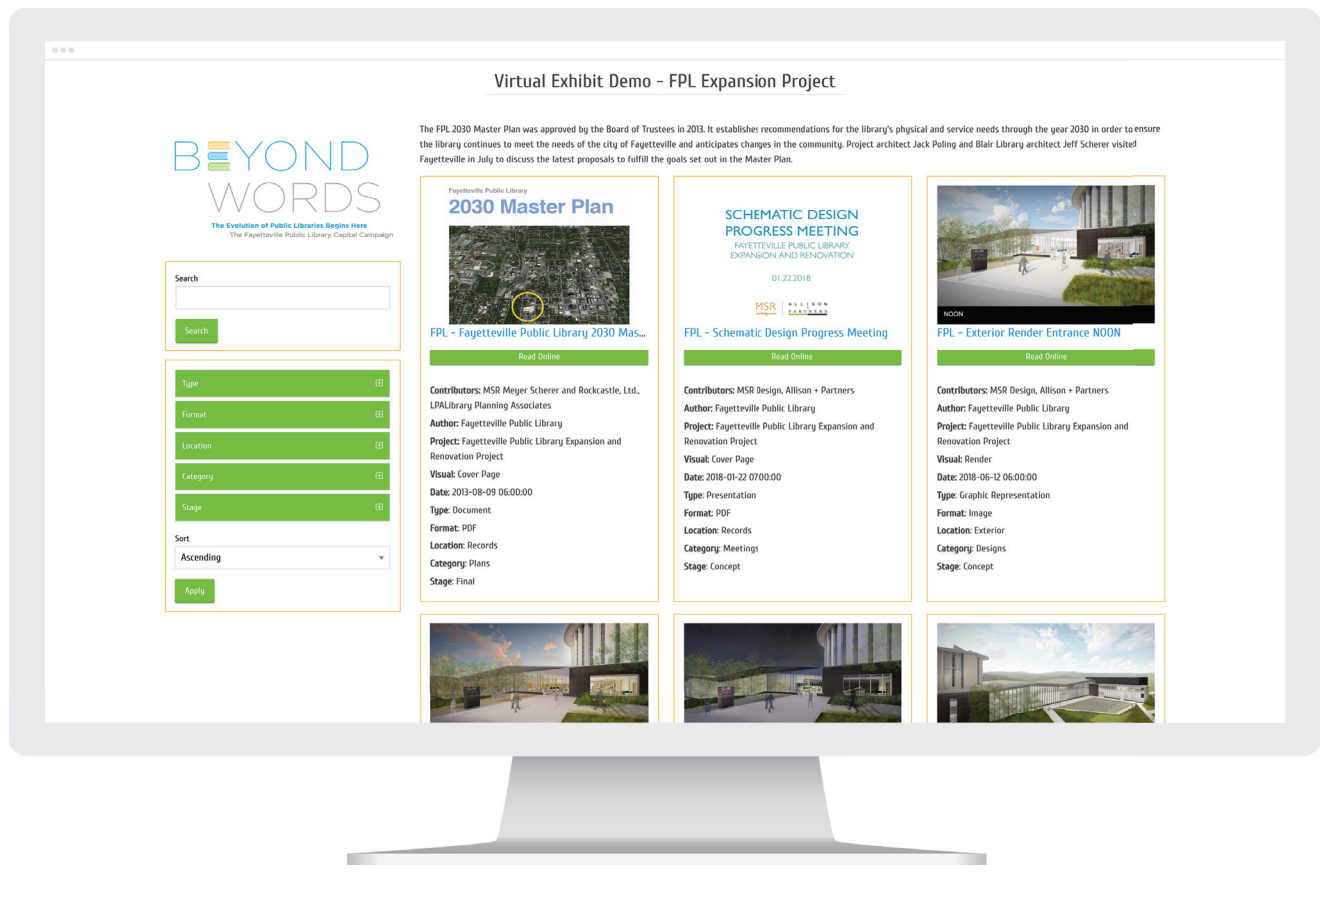 Virtual Exhibit Demo - FPL Expansion Project
BEYOND
WORDS
The Evolution of Public Libraries Begins Here
The Fayetteville Public Library Capital Campaign
Search
Search
Type
Format
Location
Category
Stage
Sort
Ascending
Apply
The FPL 2030 Master Plan was approved by the Board of Trustees in 2013. It establishes recommendations for the library's physical and service needs through the year 2030 in order to ensure
the library continues to meet the needs of the city of Fayetteville and anticipates changes in the community. Project architect Jack Poling and Blair Library architect Jeff Scherer visited
Fayetteville in July to discuss the latest proposals to fulfill the goals set out in the Master Plan.
Fayetteville Public Library
2030 Master Plan
FPL - Fayetteville Public Library 2030 Mas...
Read Online
Contributors: MSR Meyer Scherer and Rockcastle, Ltd.,
LPALibrary Planning Associates
Author: Fayetteville Public Library
Project: Fayetteville Public Library Expansion and
Renovation Project
Visual: Cover Page
Date: 2013-08-09 06:00:00
Type: Document
Format: PDF
Location: Records
Category: Plans
Stage: Final
SCHEMATIC DESIGN
PROGRESS MEETING
FAYETTEVILLE PUBLIC LIBRARY
EXPANSION AND RENOVATION
01.22.2018
MSR
ALLISON
PARTNERS
FPL - Schematic Design Progress Meeting
Read Online
Contributors: MSR Design, Allison + Partners
Author: Fayetteville Public Library
Project: Fayetteville Public Library Expansion and
Renovation Project
Visual: Cover Page
Date: 2018-01-22 07:00:00
Type: Presentation
Format: PDF
Location: Records
Category: Meetings
Stage: Concept
NOON
FPL - Exterior Render Entrance NOON
Read Online
Contributors: MSR Design, Allison + Partners
Author: Fayetteville Public Library
Project: Fayetteville Public Library Expansion and
Renovation Project
Visual: Render
Date: 2018-06-12 06:00:00
Type: Graphic Representation
Format: Image
Location: Exterior
Category: Designs
Stage: Concept